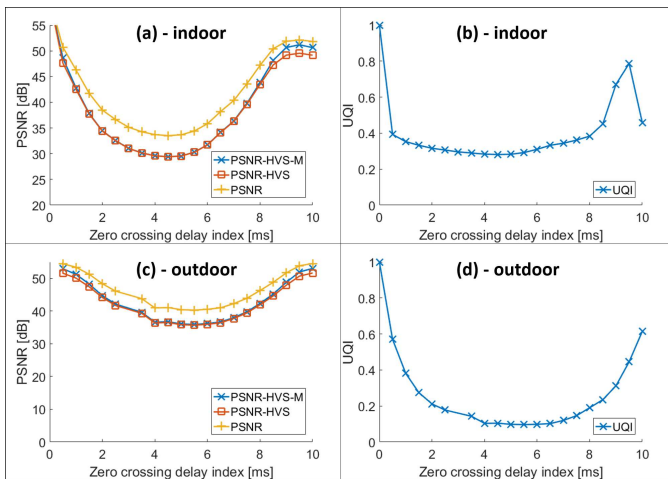 (a) - indoor
55
50
45
40
35
30
25
20
PSNR [dB]
0 2 4 6 8 10
Zero crossing delay index [ms]
PSNR-HVS-M
PSNR-HVS
PSNR
(b) - indoor
1
0.8
0.6
0.4
0.2
0
UQI
0 2 4 6 8 10
Zero crossing delay index [ms]
UQI
(c) - outdoor
50
40
30
20
10
0
PSNR [dB]
0 2 4 6 8 10
Zero crossing delay index [ms]
PSNR-HVS-M
PSNR-HVS
PSNR
(d) - outdoor
1
0.8
0.6
0.4
0.2
0
UQI
0 2 4 6 8 10
Zero crossing delay index [ms]
UQI